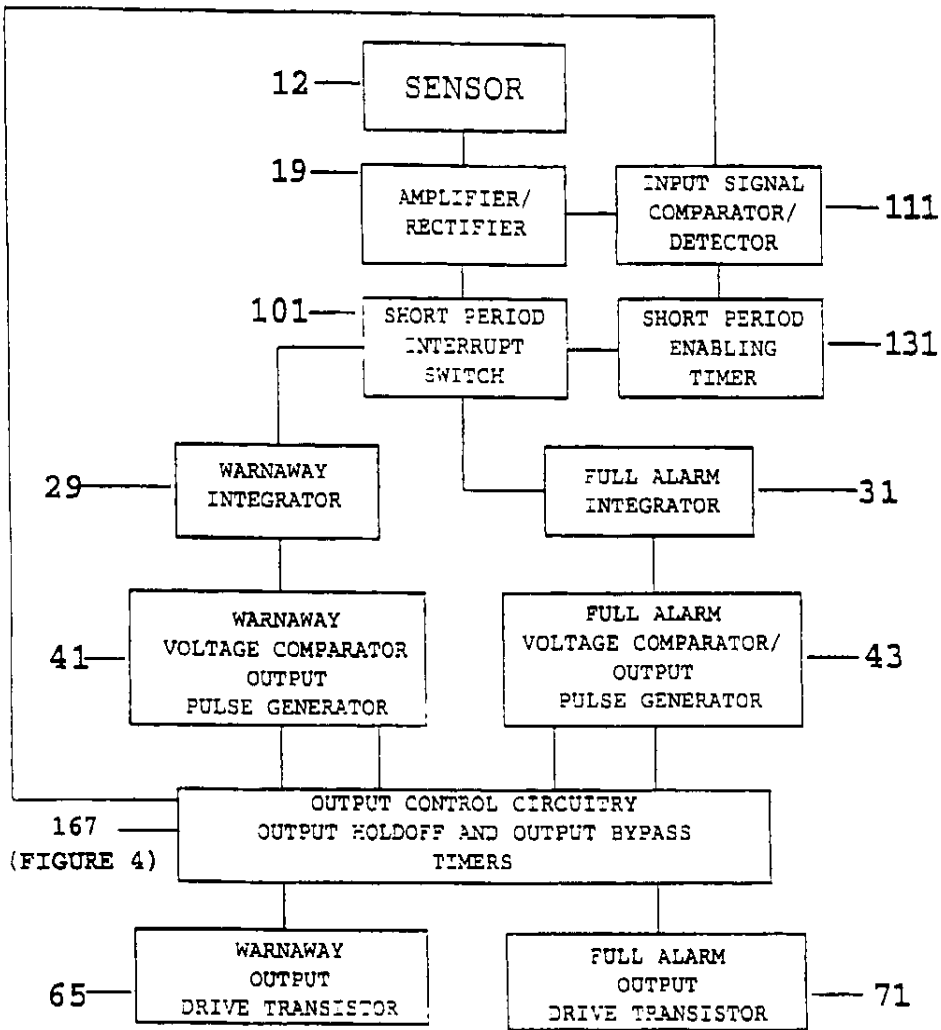 12
SENSOR
19
AMPLIFIER/
RECTIFIER
INPUT SIGNAL
COMPARATOR/
DETECTOR
111
101
SHORT PERIOD
INTERRUPT
SWITCH
SHORT PERIOD
ENABLING
TIMER
131
29
WARNAWAY
INTEGRATOR
FULL ALARM
INTEGRATOR
31
41
WARNAWAY
VOLTAGE COMPARATOR
OUTPUT
PULSE GENERATOR
FULL ALARM
VOLTAGE COMPARATOR/
OUTPUT
PULSE GENERATOR
43
167
(FIGURE 4)
OUTPUT CONTROL CIRCUITRY
OUTPUT HOLDOFF AND OUTPUT BYPASS
TIMERS
65
WARNAWAY
OUTPUT
DRIVE TRANSISTOR
FULL ALARM
OUTPUT
DRIVE TRANSISTOR
71